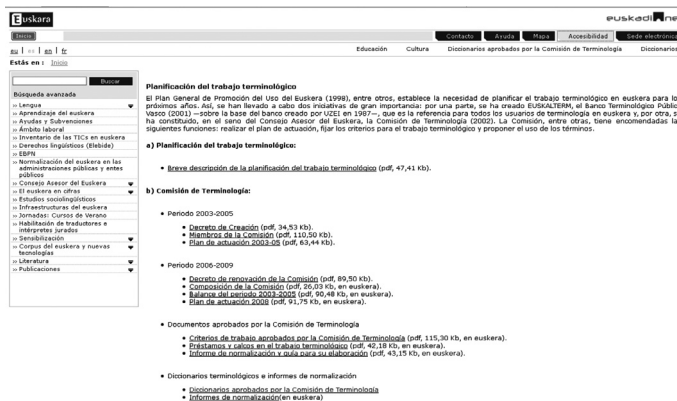 Euskara
euskadi.ne
Inicio
Contacto Ayuda Mapa Accesibilidad Sede electrónica
eu | es | en | fr
Educación Cultura Diccionarios aprobados por la Comisión de Terminología Diccionarios
Estás en : Inicio
Buscar
Búsqueda avanzada
» Lengua
» Aprendizaje del euskera
» Ayudas y Subvenciones
» Ámbito laboral
» Inventario de las TICs en euskera
» Derechos lingüísticos (Elebide)
» EBPN
» Normalización del euskera en las
administraciones públicas y entes
públicos
» Consejo Asesor del Euskera
» El euskera en cifras
» Estudios sociolingüísticos
» Infraestructuras del euskera
» Jornadas: Cursos de Verano
» Habilitación de traductores e
intérpretes jurados
» Sensibilización
» Corpus del euskera y nuevas
tecnologías
» Literatura
» Publicaciones
Planificación del trabajo terminológico
El Plan General de Promoción del Uso del Euskera (1998), entre otros, establece la necesidad de planificar el trabajo terminológico en euskera para lo
próximos años. Así, se han llevado a cabo dos iniciativas de gran importancia: por una parte, se ha creado EUSKALTERM, el Banco Terminológico Públic
Vasco (2001) —sobre la base del banco creado por UZEI en 1987—, que es la referencia para todos los usuarios de terminología en euskera y, por otra, s
ha constituido, en el seno del Consejo Asesor del Euskera, la Comisión de Terminología (2002). La Comisión, entre otras, tiene encomendadas la
siguientes funciones: realizar el plan de actuación, fijar los criterios para el trabajo terminológico y proponer el uso de los términos.
a) Planificación del trabajo terminológico:
• Breve descripción de la planificación del trabajo terminológico (pdf, 47,41 Kb).
b) Comisión de Terminología:
• Periodo 2003-2005
• Decreto de Creación (pdf, 34,53 Kb).
• Miembros de la Comisión (pdf, 110,50 Kb).
• Plan de actuación 2003-05 (pdf, 63,44 Kb).
• Periodo 2006-2009
• Decreto de renovación de la Comisión (pdf, 89,50 Kb).
• Composición de la Comisión (pdf, 26,03 Kb, en euskera).
• Balance del periodo 2003-2005 (pdf, 90,48 Kb, en euskera).
• Plan de actuación 2008 (pdf, 91,75 Kb, en euskera).
• Documentos aprobados por la Comisión de Terminología
• Criterios de trabajo aprobados por la Comisión de Terminología (pdf, 115,30 Kb, en euskera).
• Préstamos y calcos en el trabajo terminológico (pdf, 42,18 Kb, en euskera).
• Informe de normalización y guía para su elaboración (pdf, 43,15 Kb, en euskera).
• Diccionarios terminológicos e informes de normalización
• Diccionarios aprobados por la Comisión de Terminología
• Informes de normalización(en euskera)